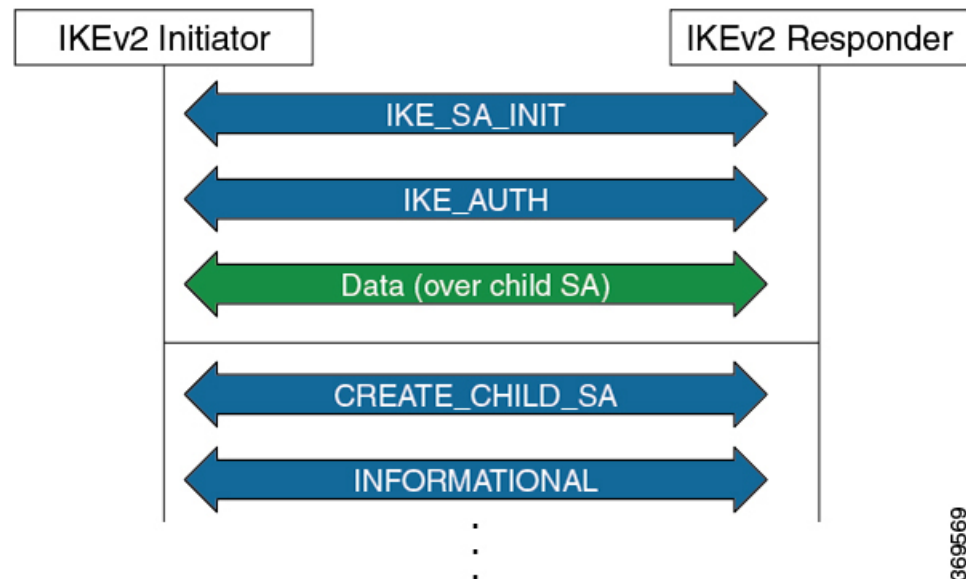 IKEv2 Initiator
IKEv2 Responder
IKE_SA_INIT
IKE_AUTH
Data (over child SA)
CREATE_CHILD_SA
INFORMATIONAL
369569